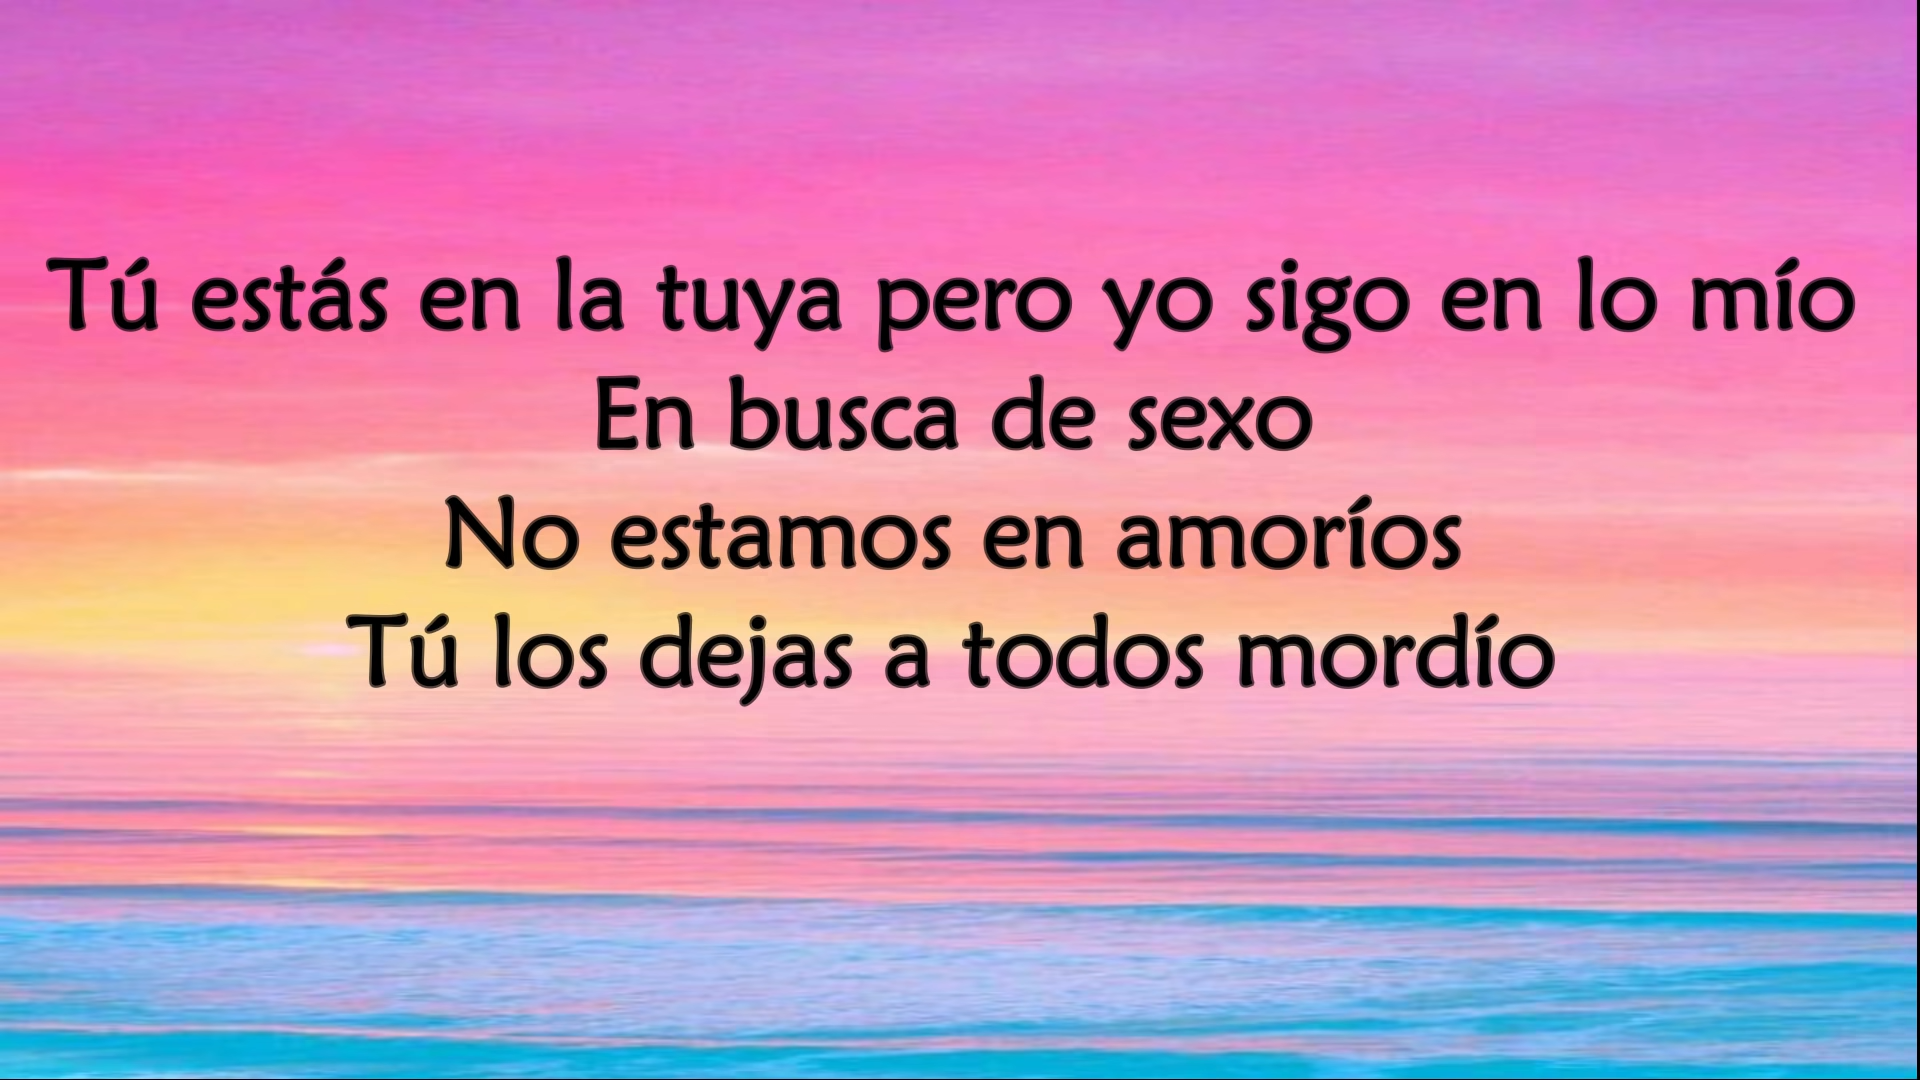 Tú estás en la tuya pero yo sigo en lo mío
En busca de sexo
No estamos en amoríos
Tú los dejas a todos mordío